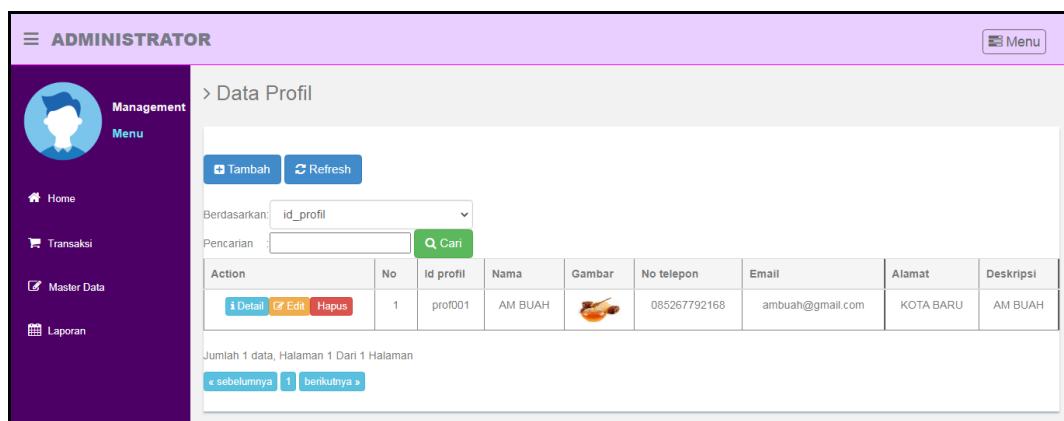 ADMINISTRATOR Menu
Management
Menu
Home
Transaksi
Master Data
Laporan
> Data Profil
Tambah Refresh
Berdasarkan: id_profil
Pencarian : Cari
Action No Id profil Nama Gambar No telepon Email Alamat Deskripsi
Detail Edit Hapus 1 prof001 AM BUAH 085267792168 ambuah@gmail.com KOTA BARU AM BUAH
Jumlah 1 data, Halaman 1 Dari 1 Halaman
« sebelumnya 1 berikutnya »